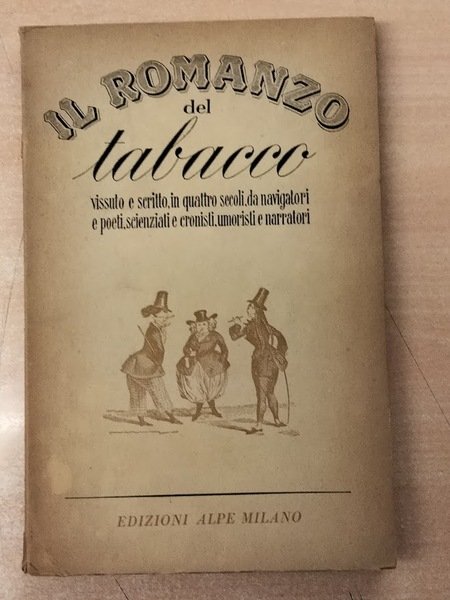 IL ROMANZO
del
tabacco
vissuto e scritto, in quattro secoli, da navigatori
e poeti, scienziati e cronisti, umoristi e narratori
EDIZIONI ALPE MILANO